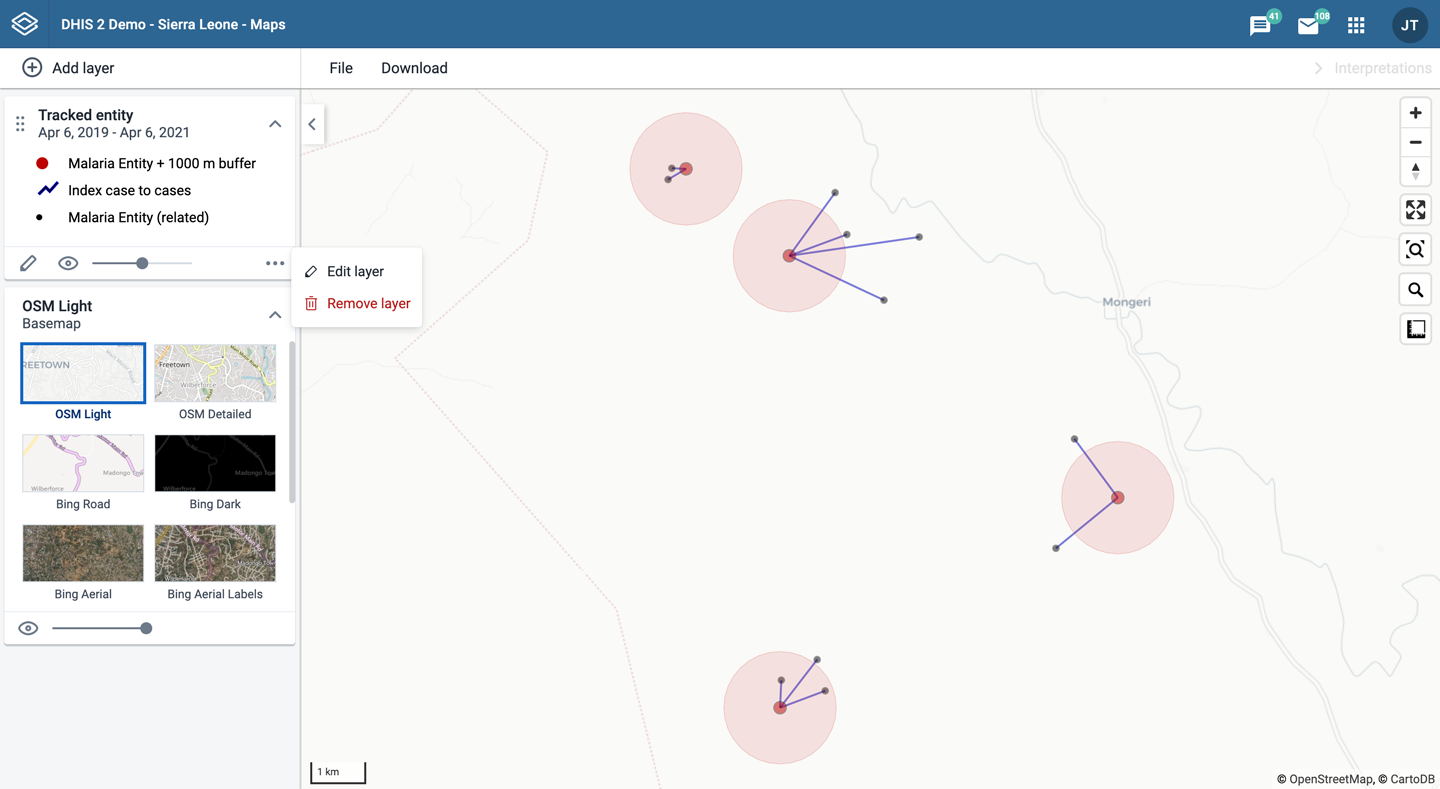 DHIS 2 Demo - Sierra Leone - Maps
41
108
JT
Add layer
File
Download
Interpretations
Tracked entity
Apr 6, 2019 - Apr 6, 2021
Malaria Entity + 1000 m buffer
Index case to cases
Malaria Entity (related)
Edit layer
Remove layer
OSM Light
Basemap
REETOWN
Freetown
Wilberforce
OSM Light
OSM Detailed
Wilberforce
Madongo Tow
Wilberforce
Madongo Tow
Bing Road
Bing Dark
Bing Aerial
Bing Aerial Labels
Mongeri
1 km
© OpenStreetMap, © CartoDB